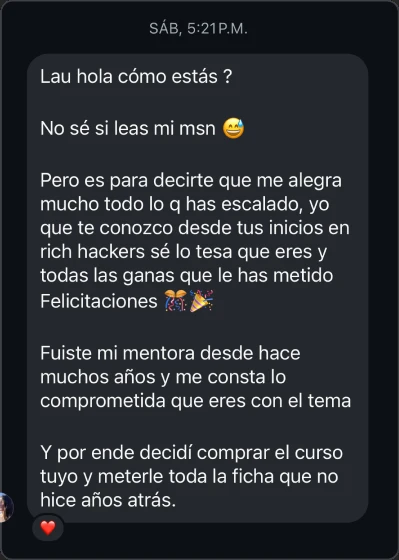 SÁB, 5:21 P.M.
Lau hola cómo estás ?
No sé si leas mi msn 😅
Pero es para decirte que me alegra
mucho todo lo q has escalado, yo
que te conozco desde tus inicios en
rich hackers sé lo tesa que eres y
todas las ganas que le has metido
Felicitaciones 🎊🎉
Fuiste mi mentora desde hace
muchos años y me consta lo
comprometida que eres con el tema
Y por ende decidí comprar el curso
tuyo y meterle toda la ficha que no
hice años atrás.